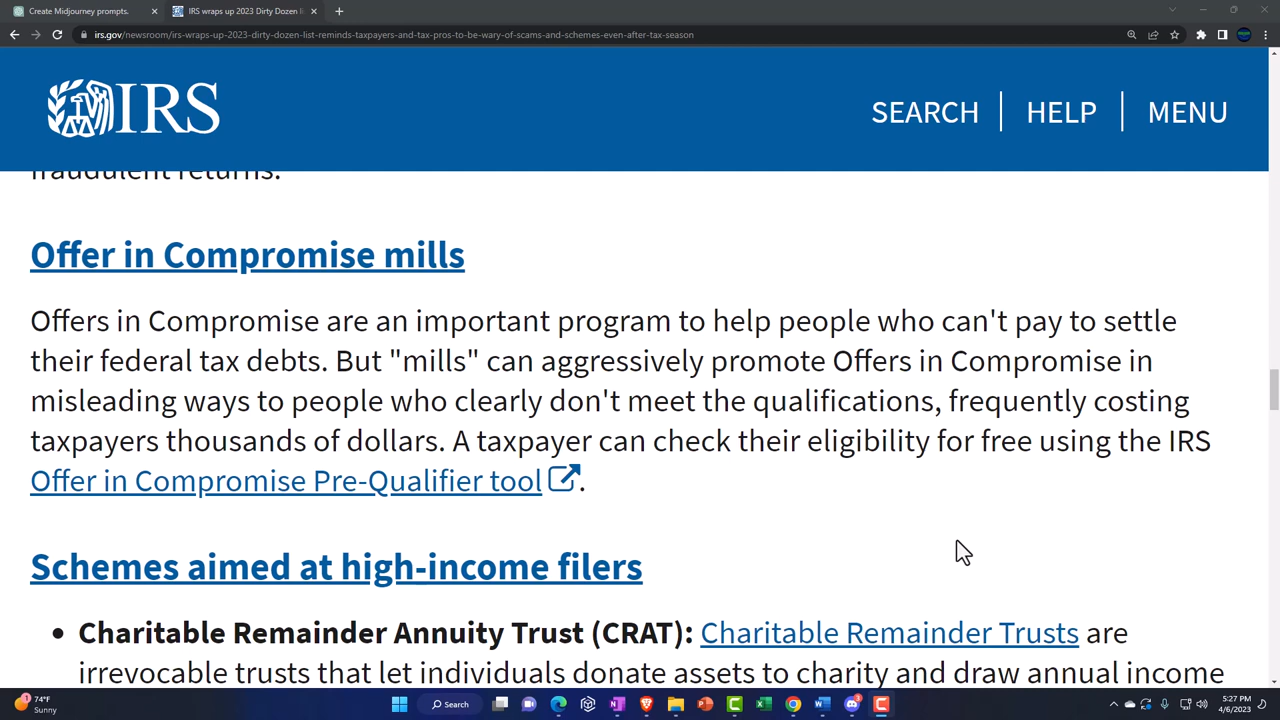 Create Midjourney prompts.
IRS wraps up 2023 Dirty Dozen li
irs.gov/newsroom/irs-wraps-up-2023-dirty-dozen-list-reminds-taxpayers-and-tax-pros-to-be-wary-of-scams-and-schemes-even-after-tax-season
IRS
SEARCH
HELP
MENU
fraudulent returns.
Offer in Compromise mills
Offers in Compromise are an important program to help people who can't pay to settle
their federal tax debts. But "mills" can aggressively promote Offers in Compromise in
misleading ways to people who clearly don't meet the qualifications, frequently costing
taxpayers thousands of dollars. A taxpayer can check their eligibility for free using the IRS
Offer in Compromise Pre-Qualifier tool.
Schemes aimed at high-income filers
• Charitable Remainder Annuity Trust (CRAT): Charitable Remainder Trusts are
irrevocable trusts that let individuals donate assets to charity and draw annual income
1
74°F
Sunny
Search
3
5:27 PM
4/6/2023